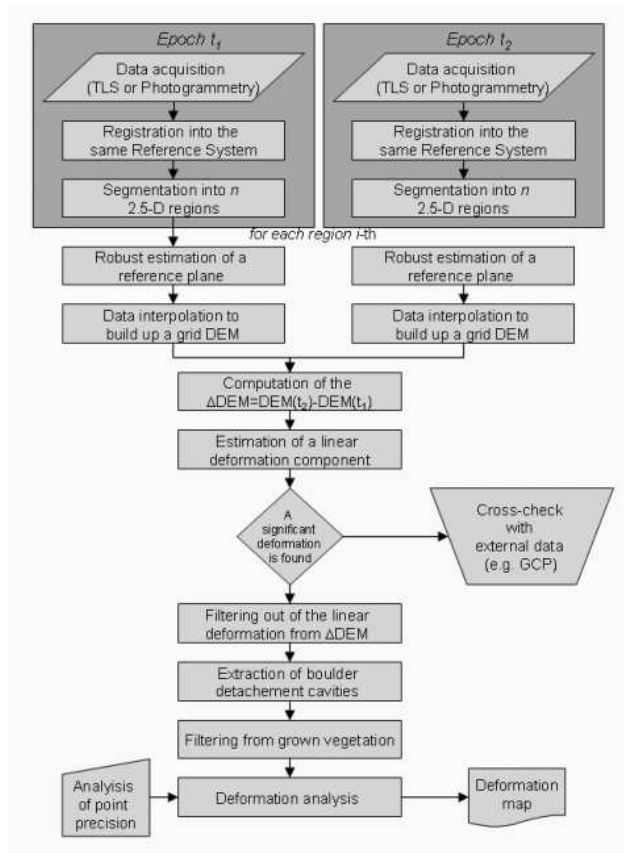 Epoch t1
Data acquisition
(TLS or Photogrammetry)
Registration into the
same Reference System
Segmentation into n
2.5-D regions
Epoch t2
Data acquisition
(TLS or Photogrammetry)
Registration into the
same Reference System
Segmentation into n
2.5-D regions
for each region i-th
Robust estimation of a
reference plane
Robust estimation of a
reference plane
Data interpolation to
build up a grid DEM
Data interpolation to
build up a grid DEM
Computation of the
ΔDEM=DEM(t2)-DEM(t1)
Estimation of a linear
deformation component
A
significant
deformation
is found
Cross-check
with
external data
(e.g. GCP)
Filtering out of the linear
deformation from ΔDEM
Extraction of boulder
detachement cavities
Filtering from grown vegetation
Analyisis
of point
precision
Deformation analysis
Deformation
map